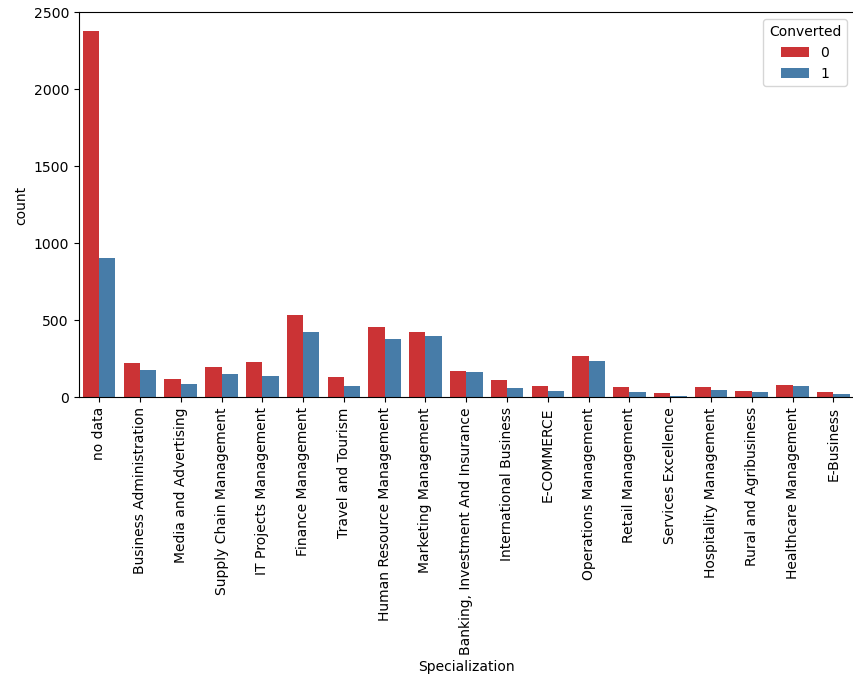 2500
2000
1500
1000
500
0
count
Converted
0
1
no data
Business Administration
Media and Advertising
Supply Chain Management
IT Projects Management
Finance Management
Travel and Tourism
Human Resource Management
Marketing Management
Banking, Investment And Insurance
International Business
E-COMMERCE
Operations Management
Retail Management
Services Excellence
Hospitality Management
Rural and Agribusiness
Healthcare Management
E-Business
Specialization